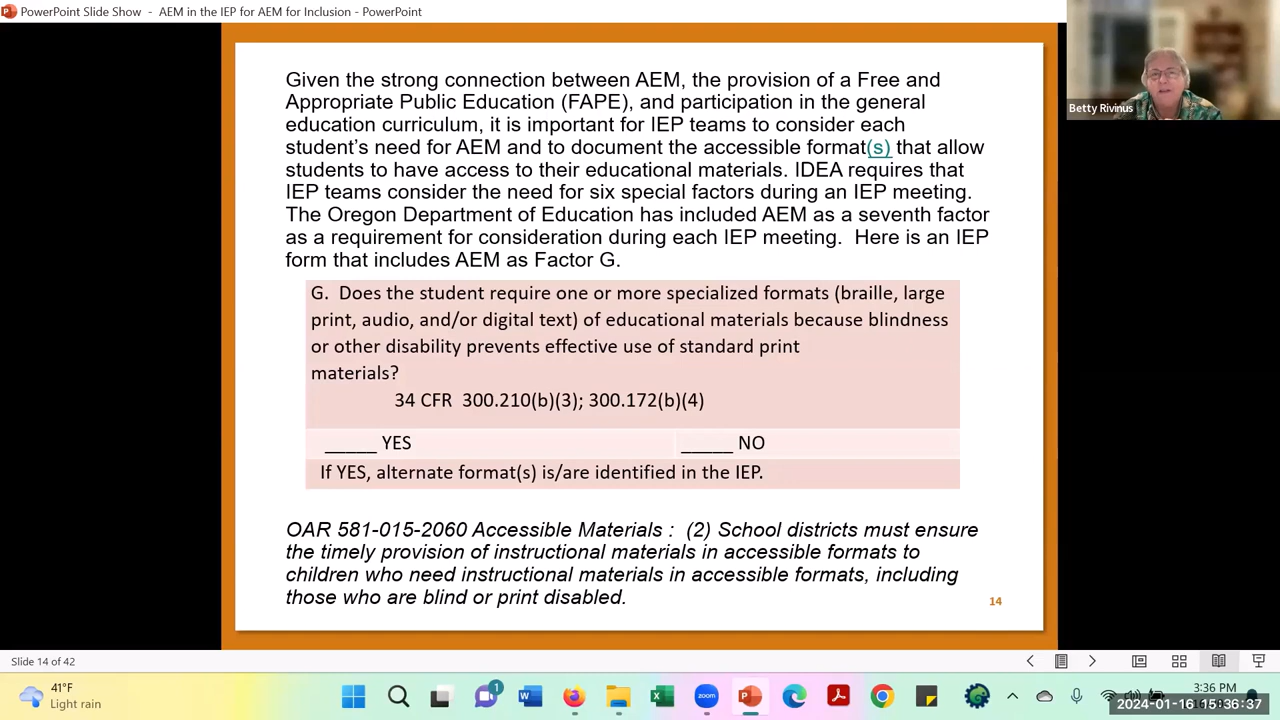 PowerPoint Slide Show - AEM in the IEP for AEM for Inclusion - PowerPoint
Betty Rivinus
Given the strong connection between AEM, the provision of a Free and
Appropriate Public Education (FAPE), and participation in the general
education curriculum, it is important for IEP teams to consider each
student’s need for AEM and to document the accessible format(s) that allow
students to have access to their educational materials. IDEA requires that
IEP teams consider the need for six special factors during an IEP meeting.
The Oregon Department of Education has included AEM as a seventh factor
as a requirement for consideration during each IEP meeting.  Here is an IEP
form that includes AEM as Factor G.
G.  Does the student require one or more specialized formats (braille, large
print, audio, and/or digital text) of educational materials because blindness
or other disability prevents effective use of standard print
materials?
34 CFR  300.210(b)(3); 300.172(b)(4)
_____ YES
_____ NO
If YES, alternate format(s) is/are identified in the IEP.
OAR 581-015-2060 Accessible Materials :  (2) School districts must ensure
the timely provision of instructional materials in accessible formats to
children who need instructional materials in accessible formats, including
those who are blind or print disabled.
14
Slide 14 of 42
41°F
Light rain
1
zoom
3:36 PM
2024-01-16 15:36:37